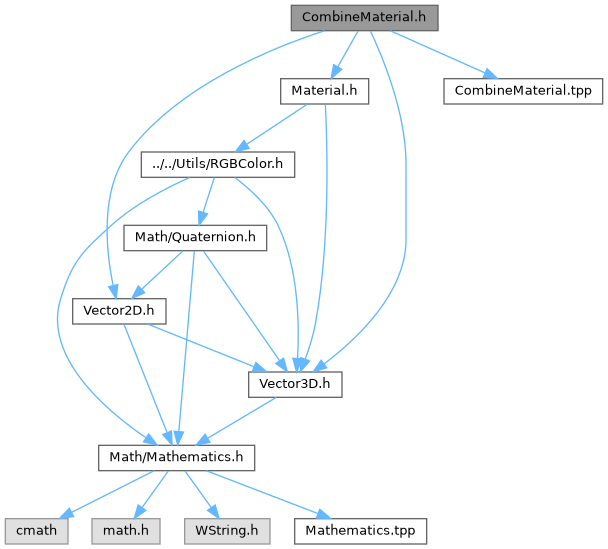 CombineMaterial.h
Material.h
CombineMaterial.tpp
../../Utils/RGBColor.h
Math/Quaternion.h
Vector2D.h
Vector3D.h
Math/Mathematics.h
cmath
math.h
WString.h
Mathematics.tpp